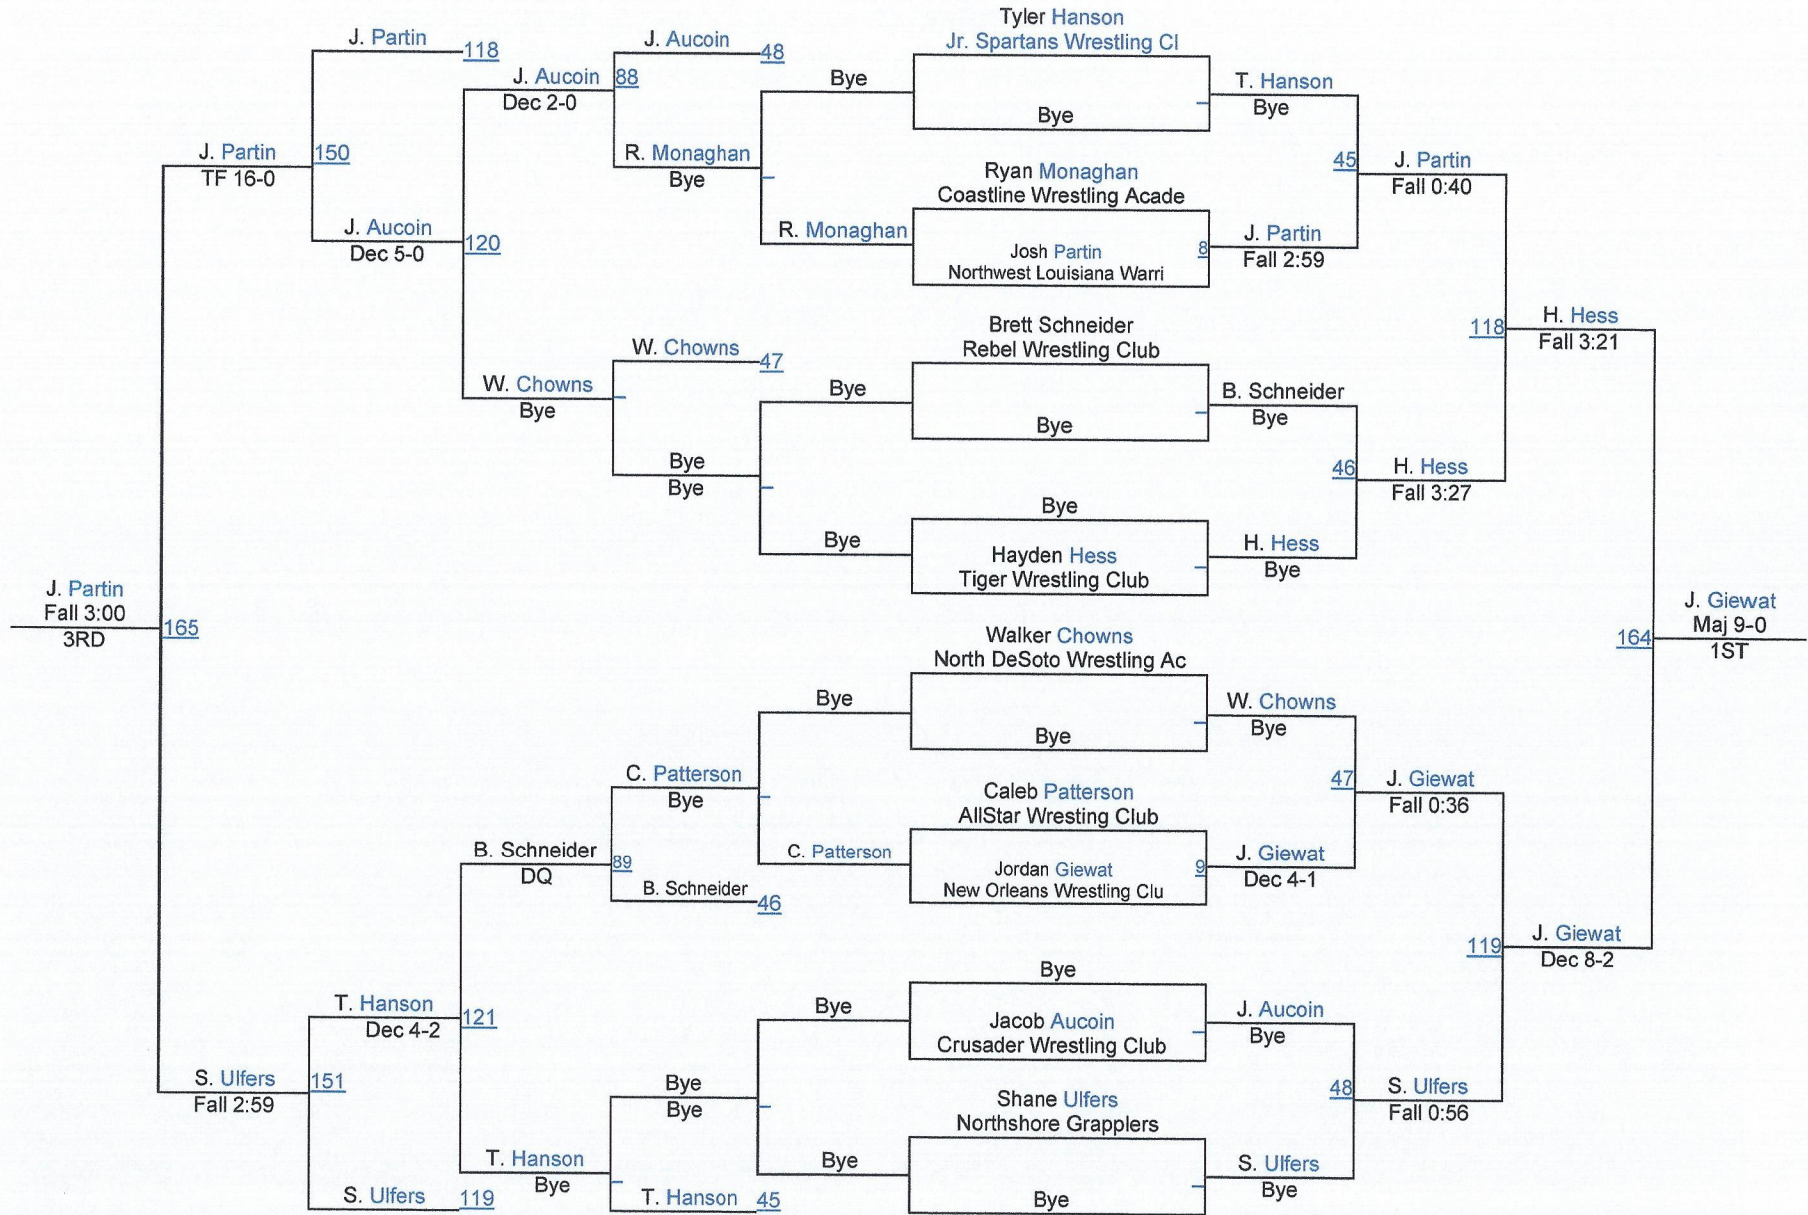 Tyler Hanson
Jr. Spartans Wrestling Cl
Bye
T. Hanson
Bye
Ryan Monaghan
Coastline Wrestling Acade
Josh Partin
Northwest Louisiana Warri
8
J. Partin
Fall 2:59
45
J. Partin
Fall 0:40
Brett Schneider
Rebel Wrestling Club
Bye
B. Schneider
Bye
Bye
Hayden Hess
Tiger Wrestling Club
H. Hess
Bye
46
H. Hess
Fall 3:27
118
H. Hess
Fall 3:21
Walker Chowns
North DeSoto Wrestling Ac
Bye
W. Chowns
Bye
Caleb Patterson
AllStar Wresting Club
Jordan Giewat
New Orleans Wrestling Clu
9
J. Giewat
Dec 4-1
47
J. Giewat
Fall 0:36
Bye
Jacob Aucoin
Crusader Wrestling Club
J. Aucoin
Bye
Shane Ulfers
Northshore Grapplers
Bye
S. Ulfers
Bye
48
S. Ulfers
Fall 0:56
119
J. Giewat
Dec 8-2
164
J. Giewat
Maj 9-0
1ST
Bye
R. Monaghan
R. Monaghan
Bye
J. Aucoin
48
88
J. Aucoin
Dec 2-0
Bye
Bye
Bye
Bye
W. Chowns
47
W. Chowns
Bye
120
J. Aucoin
Dec 5-0
J. Partin
118
150
J. Partin
TF 16-0
Bye
C. Patterson
C. Patterson
Bye
B. Schneider
46
89
B. Schneider
DQ
Bye
Bye
Bye
Bye
T. Hanson
45
T. Hanson
Bye
121
T. Hanson
Dec 4-2
S. Ulfers
119
151
S. Ulfers
Fall 2:59
165
J. Partin
Fall 3:00
3RD